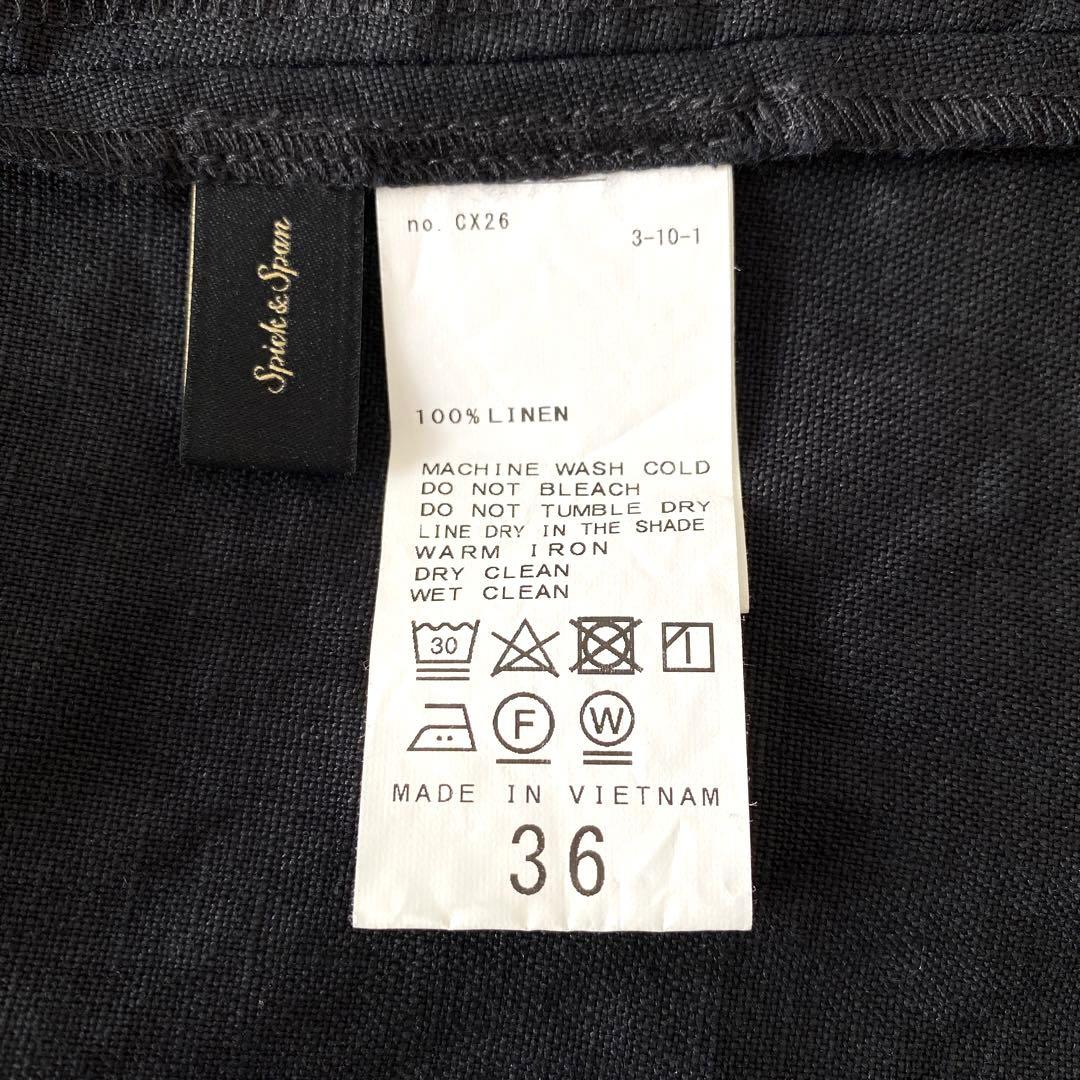 Spick & Span
no. CX26
3-10-1
100% LINEN
MACHINE WASH COLD
DO NOT BLEACH
DO NOT TUMBLE DRY
LINE DRY IN THE SHADE
WARM IRON
DRY CLEAN
WET CLEAN
30
F W
MADE IN VIETNAM
36